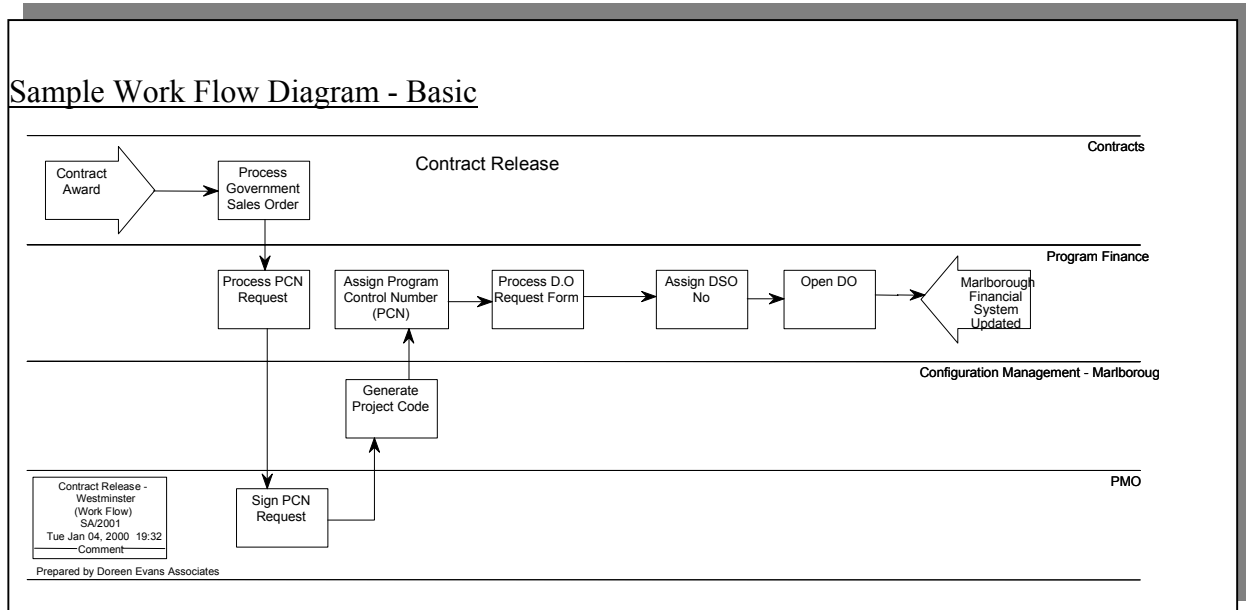 Sample Work Flow Diagram - Basic
Contracts
Contract Release
Contract
Award
Process
Government
Sales Order
Program Finance
Process PCN
Request
Assign Program
Control Number
(PCN)
Process D.O
Request Form
Assign DSO
No
Open DO
Marlborough
Financial
System
Updated
Configuration Management - Marlboroug
Generate
Project Code
PMO
Sign PCN
Request
Contract Release -
Westminster
(Work Flow)
SA/2001
Tue Jan 04, 2000 19:32
Comment
Prepared by Doreen Evans Associates